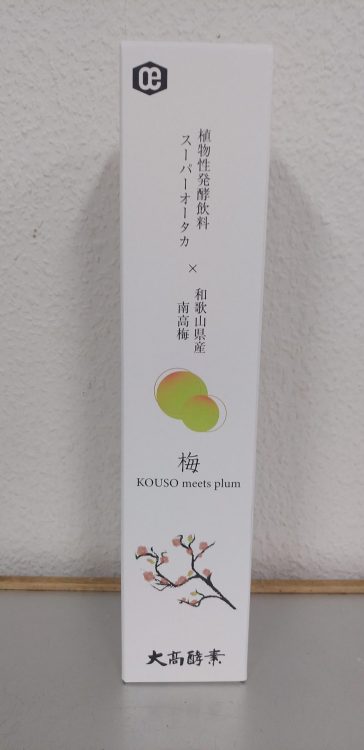 植物性発酵飲料
スーパーオータカ
×
和歌山県産
南高梅
梅
KOUSO meets plum
大高酵素